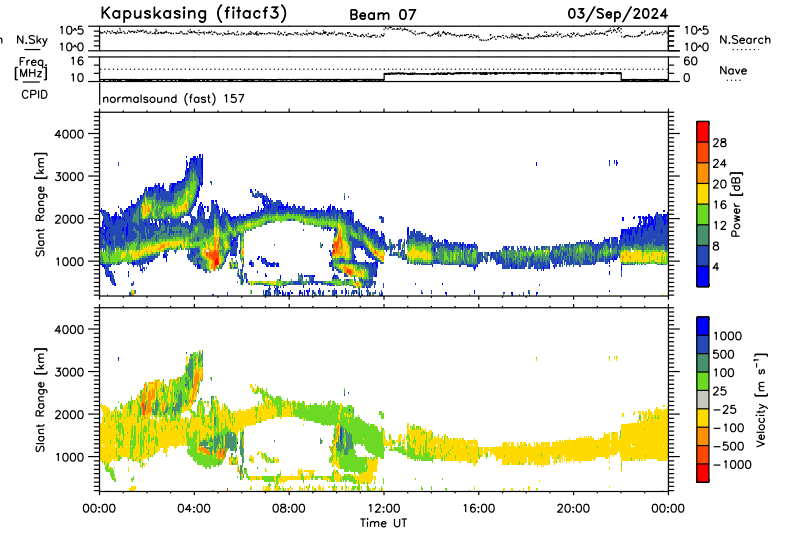 Kapuskasing (fitacf3) Beam 07 03/Sep/2024
n N.Sky 10^5 10^5 N.Search
10^0 10^0
Freq. 16 60
[MHz] 10 0 Nave
CPID normalsound (fast) 157
4000
3000
2000
1000
Slant Range [km]
28
24
20
16
12
8
4
Power [dB]
4000
3000
2000
1000
Slant Range [km]
1000
500
100
25
-25
-100
-500
-1000
Velocity [m s⁻¹]
00:00 04:00 08:00 12:00 16:00 20:00 00:00
Time UT